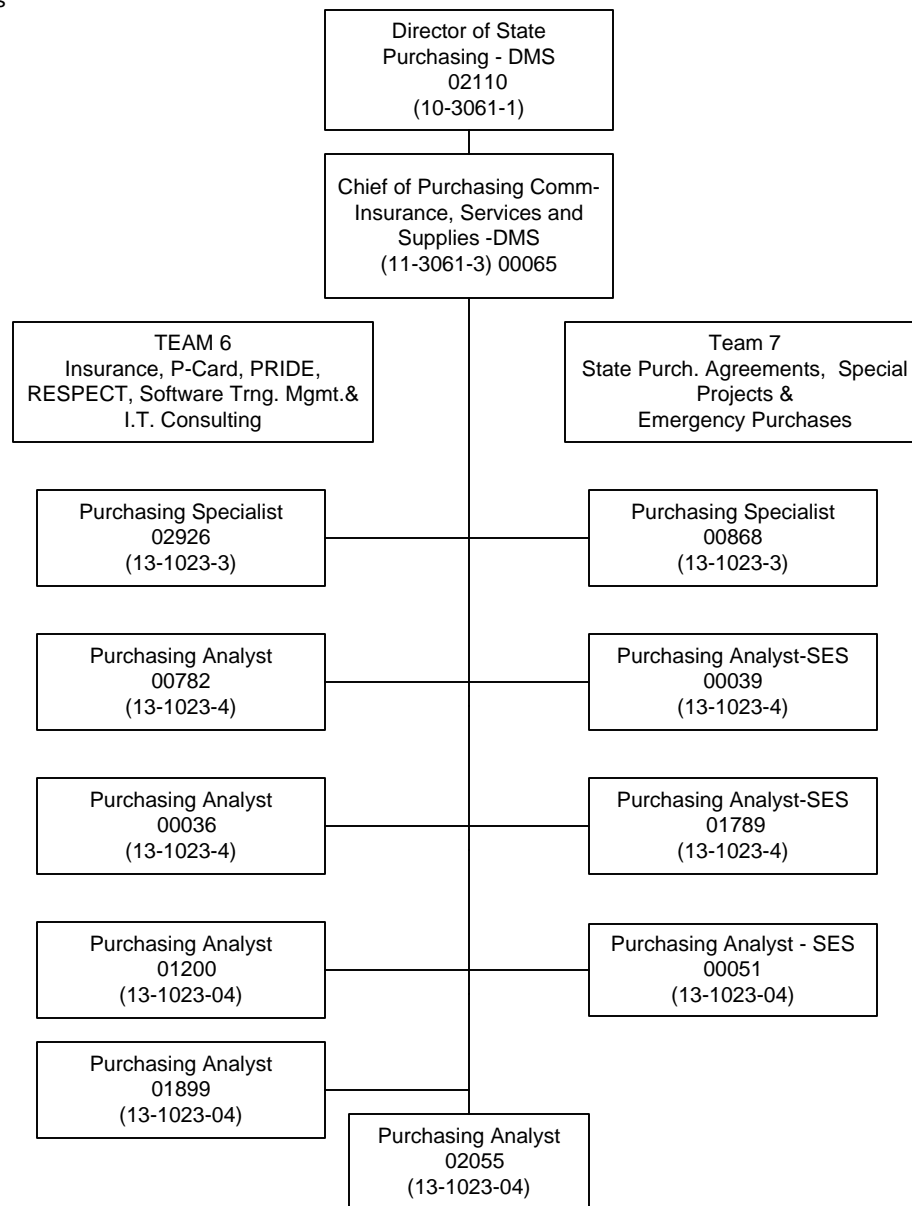 s
Director of State
Purchasing - DMS
02110
(10-3061-1)
Chief of Purchasing Comm-
Insurance, Services and
Supplies -DMS
(11-3061-3) 00065
TEAM 6
Insurance, P-Card, PRIDE,
RESPECT, Software Trng. Mgmt.&
I.T. Consulting
Team 7
State Purch. Agreements, Special
Projects &
Emergency Purchases
Purchasing Specialist
02926
(13-1023-3)
Purchasing Specialist
00868
(13-1023-3)
Purchasing Analyst
00782
(13-1023-4)
Purchasing Analyst-SES
00039
(13-1023-4)
Purchasing Analyst
00036
(13-1023-4)
Purchasing Analyst-SES
01789
(13-1023-4)
Purchasing Analyst
01200
(13-1023-04)
Purchasing Analyst - SES
00051
(13-1023-04)
Purchasing Analyst
01899
(13-1023-04)
Purchasing Analyst
02055
(13-1023-04)